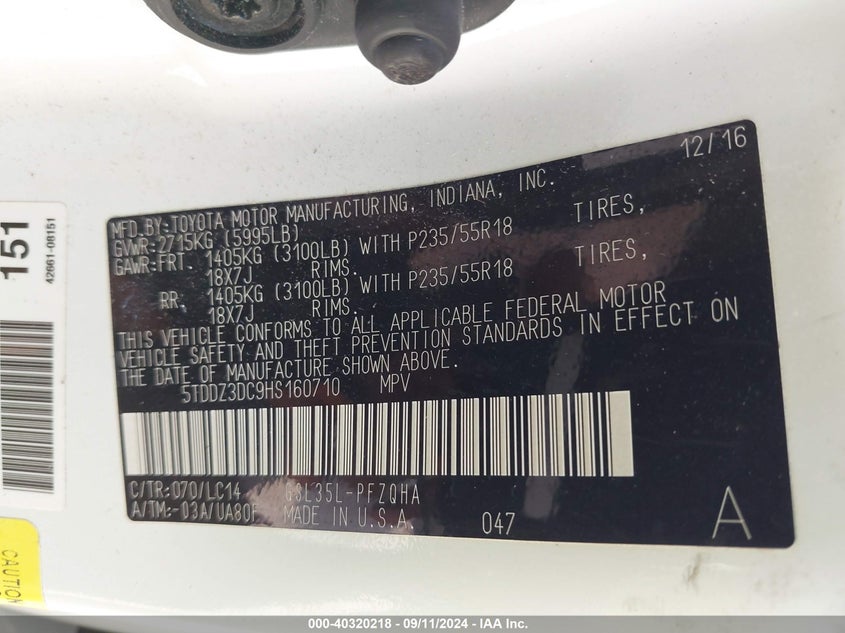 12/16
MFD.BY:TOYOTA MOTOR MANUFACTURING, INDIANA, INC.
GVWR:2715KG (5995LB)
GAWR:FRT. 1405KG (3100LB) WITH P235/55R18 TIRES,
18X7J RIMS.
RR. 1405KG (3100LB) WITH P235/55R18 TIRES,
18X7J RIMS.
THIS VEHICLE CONFORMS TO ALL APPLICABLE FEDERAL MOTOR
VEHICLE SAFETY AND THEFT PREVENTION STANDARDS IN EFFECT ON
THE DATE OF MANUFACTURE SHOWN ABOVE.
5TDDZ3DC9HS160710 MPV
C/TR:070/LC14 GSL35L-PFZQHA
A/TM:-03A/UA80F MADE IN U.S.A. 047 A
151
42661-08151
CAUTION
000-40320218 - 09/11/2024 - IAA Inc.